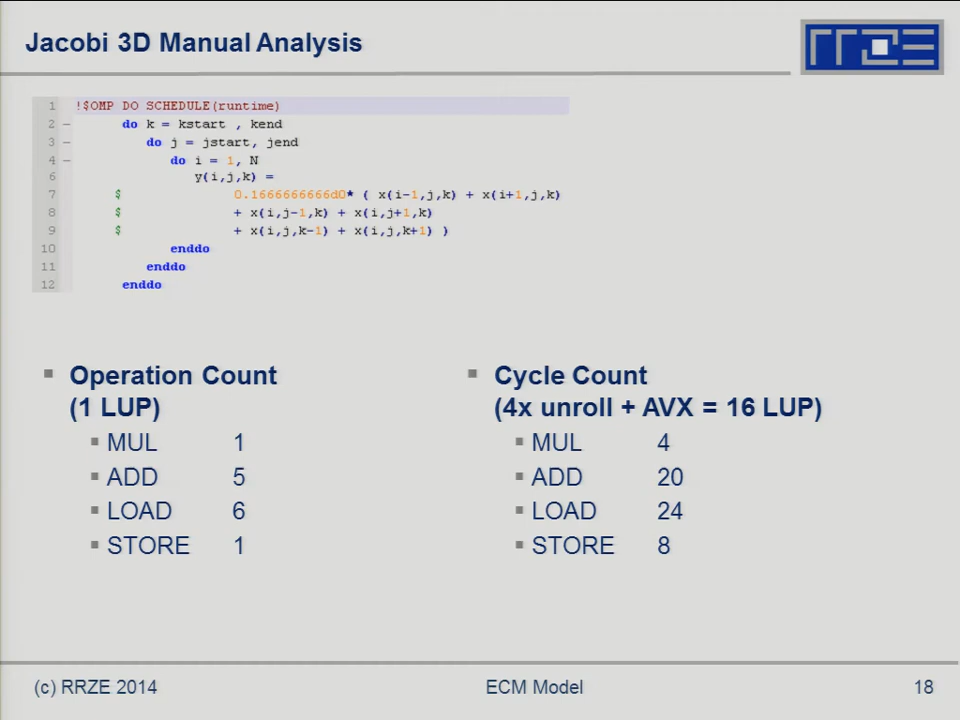 Jacobi 3D Manual Analysis
RRZE
1 !$OMP DO SCHEDULE(runtime)
2 do k = kstart , kend
3 do j = jstart, jend
4 do i = 1, N
6 y(i,j,k) =
7 $ 0.1666666666d0* ( x(i-1,j,k) + x(i+1,j,k)
8 $ + x(i,j-1,k) + x(i,j+1,k)
9 $ + x(i,j,k-1) + x(i,j,k+1) )
10 enddo
11 enddo
12 enddo
Operation Count
(1 LUP)
MUL 1
ADD 5
LOAD 6
STORE 1
Cycle Count
(4x unroll + AVX = 16 LUP)
MUL 4
ADD 20
LOAD 24
STORE 8
(c) RRZE 2014 ECM Model 18